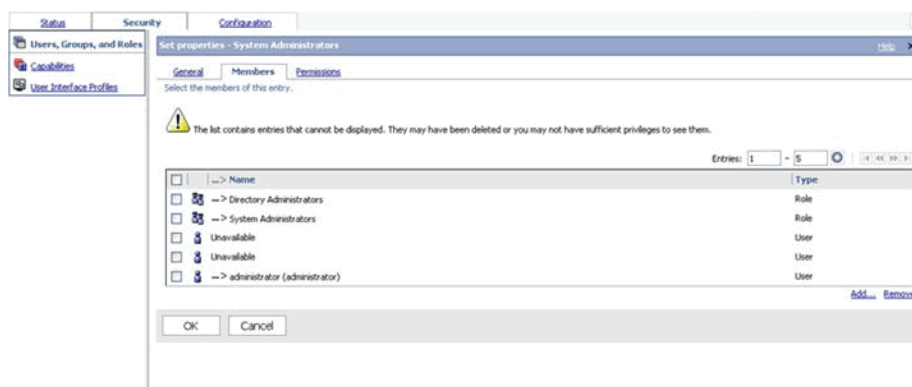 Status Security Configuration
Users, Groups, and Roles
Capabilities
User Interface Profiles
Set properties - System Administrators Help
General Members Permissions
Select the members of this entry.
The list contains entries that cannot be displayed. They may have been deleted or you may not have sufficient privileges to see them.
Entries: 1 - 5
...> Name Type
...> Directory Administrators Role
...> System Administrators Role
Unavailable User
Unavailable User
...> administrator (administrator) User
Add... Remove
OK Cancel